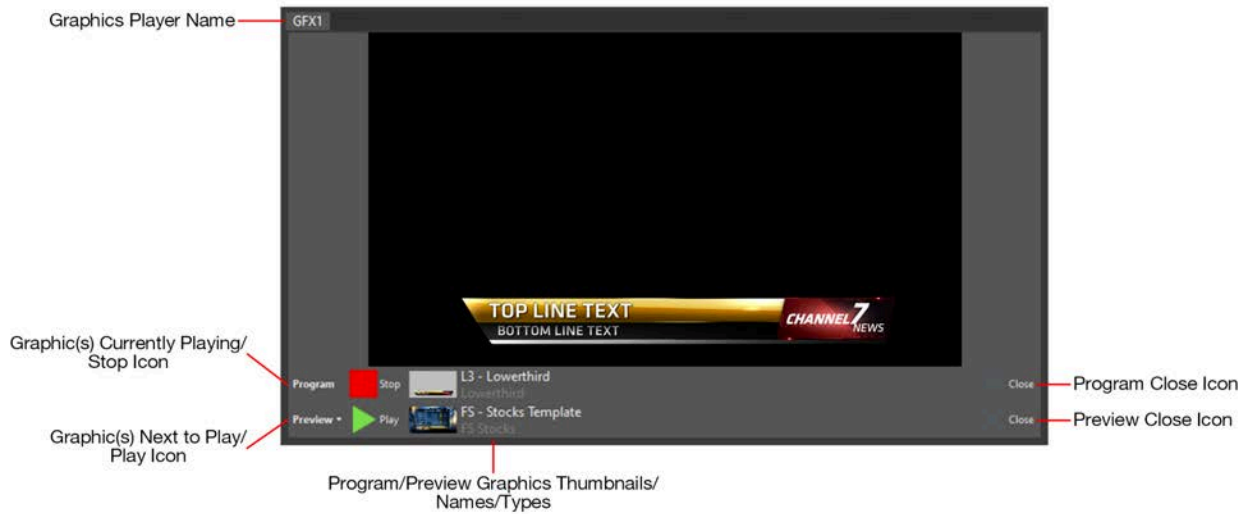 Graphics Player Name
GFX1
TOP LINE TEXT
BOTTOM LINE TEXT
CHANNEL 7
NEWS
Graphic(s) Currently Playing/
Stop Icon
Program
Stop
L3 - Lowerthird
Lowerthird
Close
Program Close Icon
Preview
Play
FS - Stocks Template
FS Stocks
Close
Preview Close Icon
Graphic(s) Next to Play/
Play Icon
Program/Preview Graphics Thumbnails/
Names/Types